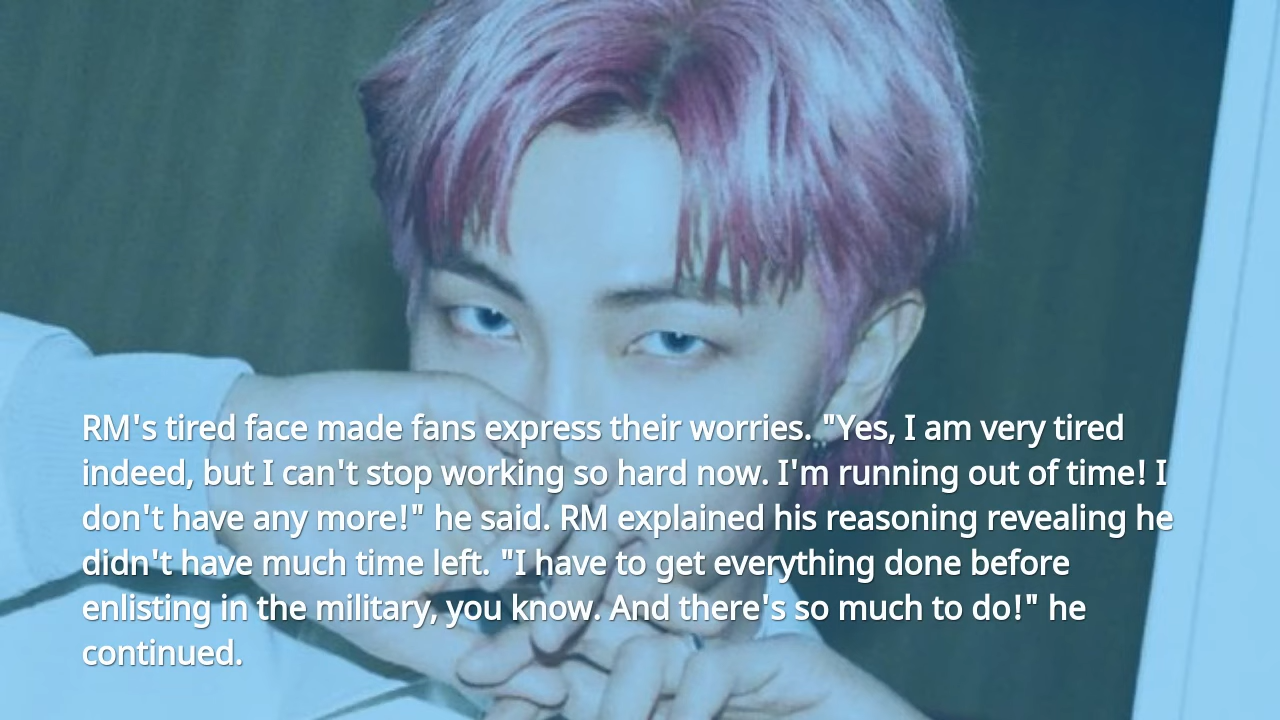 RM's tired face made fans express their worries. "Yes, I am very tired
indeed, but I can't stop working so hard now. I'm running out of time! I
don't have any more!" he said. RM explained his reasoning revealing he
didn't have much time left. "I have to get everything done before
enlisting in the military, you know. And there's so much to do!" he
continued.